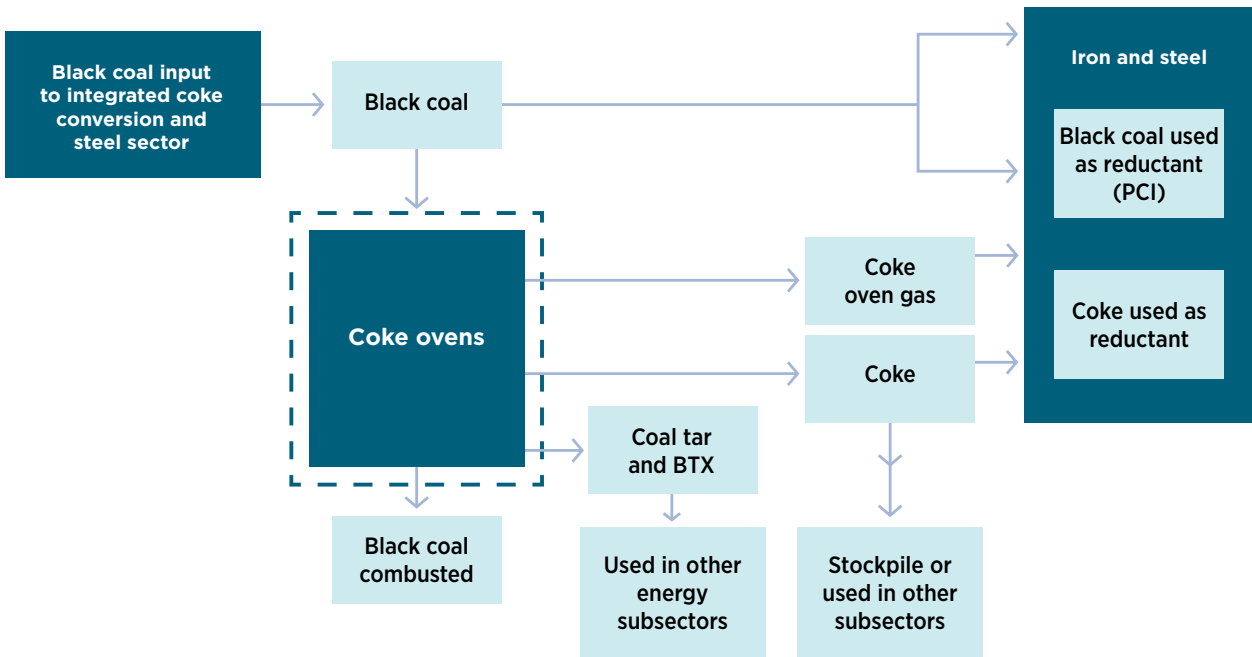 Black coal input
to integrated coke
conversion and
steel sector
Black coal
Iron and steel
Black coal used
as reductant
(PCI)
Coke ovens
Coke
oven gas
Coke used as
reductant
Coke
Coal tar
and BTX
Black coal
combusted
Used in other
energy
subsectors
Stockpile or
used in other
subsectors